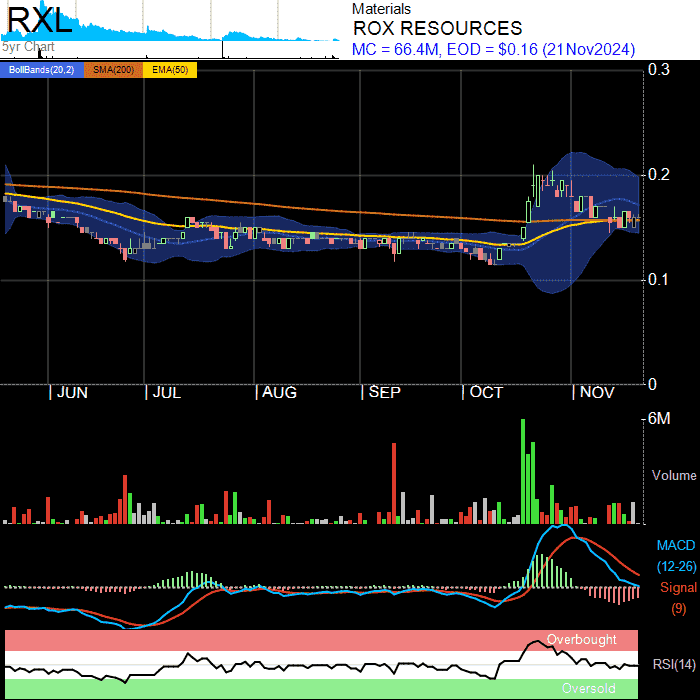 RXL
5yr Chart
Materials
ROX RESOURCES
MC = 66.4M, EOD = $0.16 (21Nov2024)
BollBands(20,2) SMA(200) EMA(50)
0.3
0.2
0.1
0
JUN JUL AUG SEP OCT NOV
6M
Volume
MACD
(12-26)
Signal
(9)
Overbought
RSI(14)
Oversold